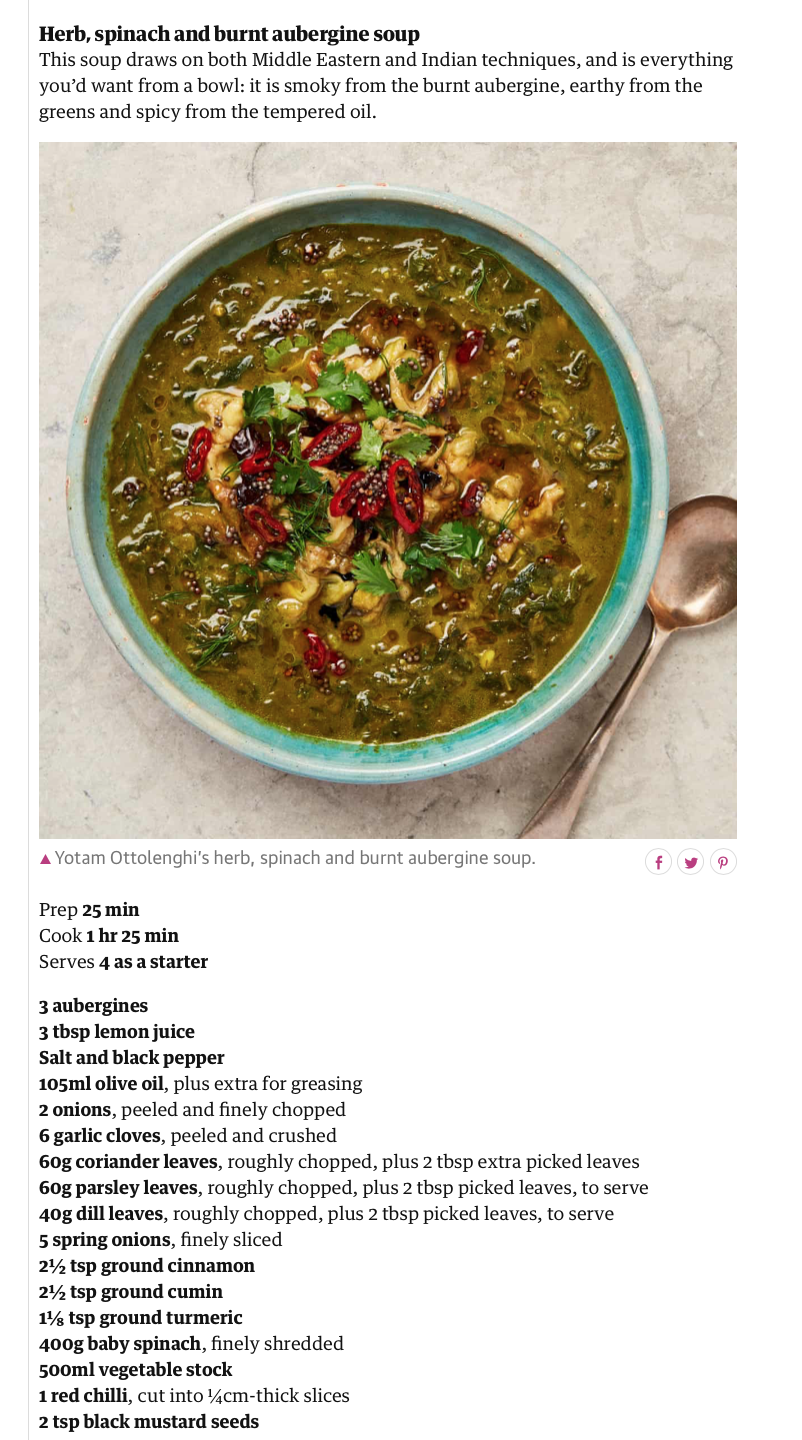 Herb, spinach and burnt aubergine soup
This soup draws on both Middle Eastern and Indian techniques, and is everything
you’d want from a bowl: it is smoky from the burnt aubergine, earthy from the
greens and spicy from the tempered oil.
Yotam Ottolenghi’s herb, spinach and burnt aubergine soup.
Prep 25 min
Cook 1 hr 25 min
Serves 4 as a starter
3 aubergines
3 tbsp lemon juice
Salt and black pepper
105ml olive oil, plus extra for greasing
2 onions, peeled and finely chopped
6 garlic cloves, peeled and crushed
60g coriander leaves, roughly chopped, plus 2 tbsp extra picked leaves
60g parsley leaves, roughly chopped, plus 2 tbsp picked leaves, to serve
40g dill leaves, roughly chopped, plus 2 tbsp picked leaves, to serve
5 spring onions, finely sliced
2½ tsp ground cinnamon
2½ tsp ground cumin
1⅛ tsp ground turmeric
400g baby spinach, finely shredded
500ml vegetable stock
1 red chilli, cut into ¼cm-thick slices
2 tsp black mustard seeds